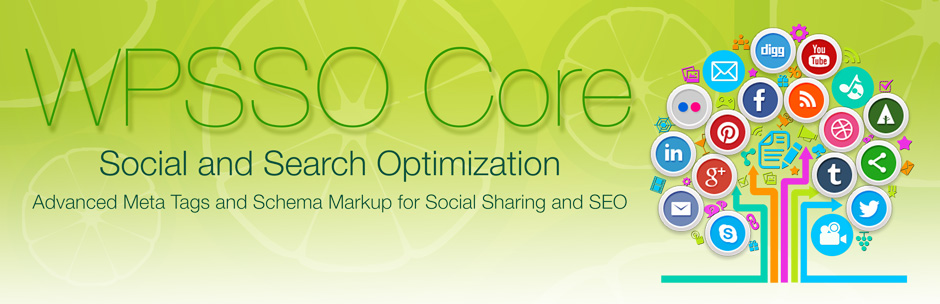 WPSSO Core
Social and Search Optimization
Advanced Meta Tags and Schema Markup for Social Sharing and SEO
digg
You
Tube
in
g+